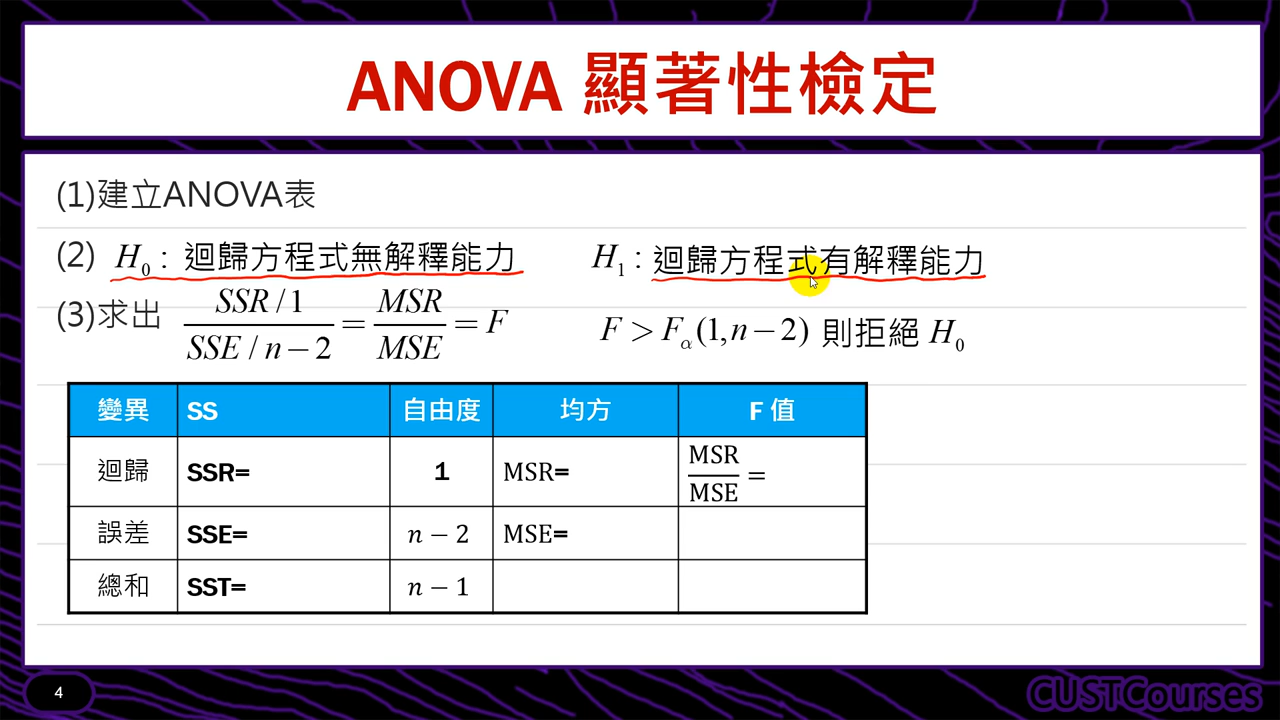 ANOVA 顯著性檢定
(1)建立ANOVA表
(2) H₀ : 迴歸方程式無解釋能力 H₁ : 迴歸方程式有解釋能力
(3)求出 SSR / 1 / SSE / n − 2 = MSR / MSE = F F > Fα(1, n − 2) 則拒絕 H₀
變異 SS 自由度 均方 F 值
迴歸 SSR= 1 MSR= MSR / MSE =
誤差 SSE= n − 2 MSE=
總和 SST= n − 1
4
CUSTCourses